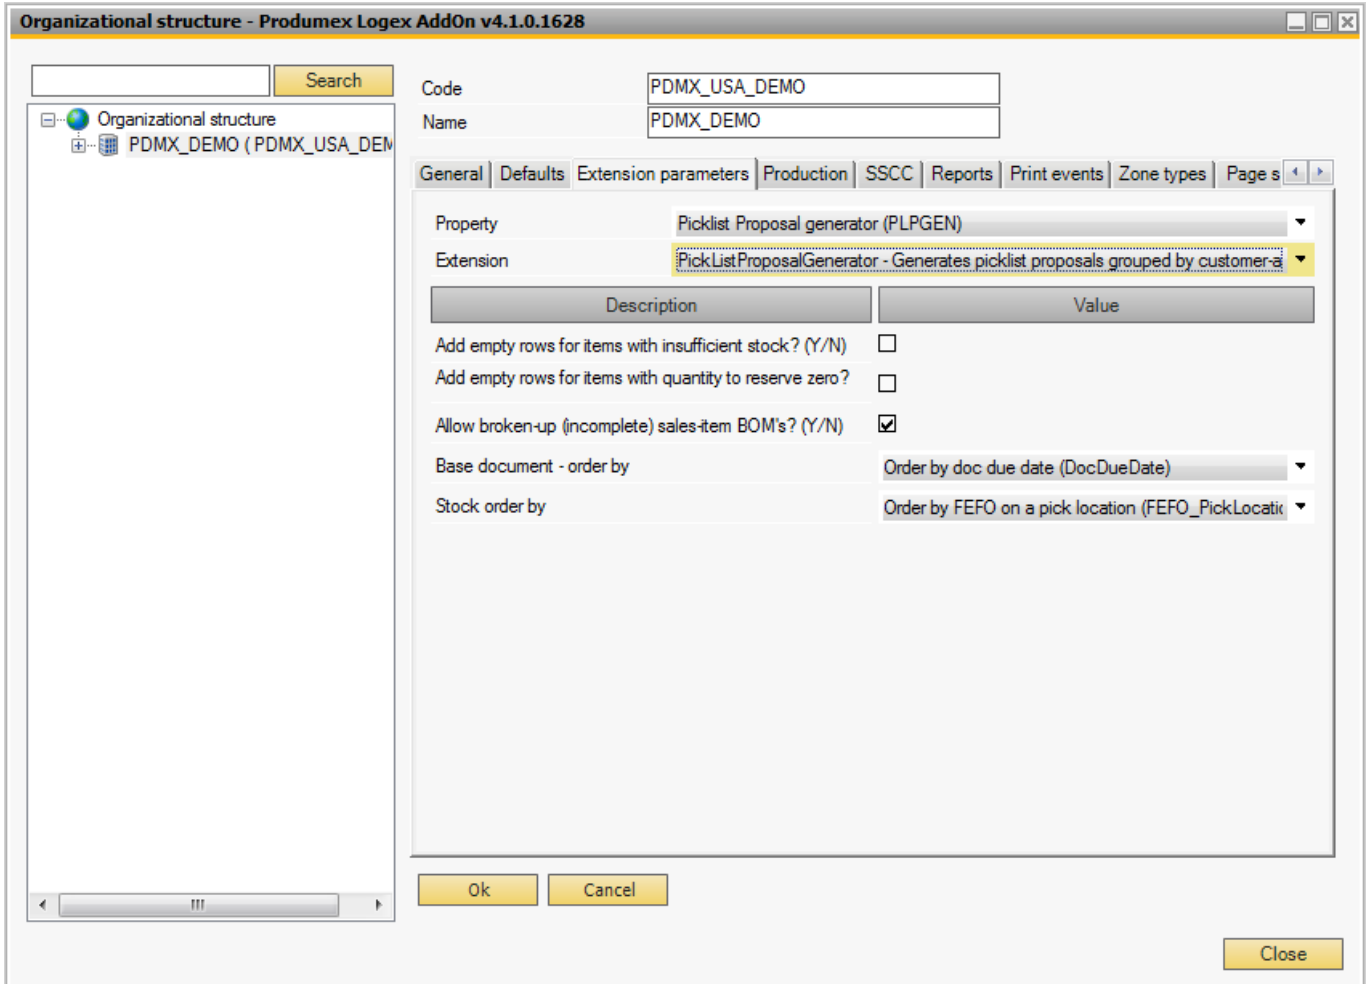 Organizational structure - Produmex Logex AddOn v4.1.0.1628
Search
Organizational structure
PDMX_DEMO ( PDMX_USA_DEM
Code PDMX_USA_DEMO
Name PDMX_DEMO
General Defaults Extension parameters Production SSCC Reports Print events Zone types Page s
Property Picklist Proposal generator (PLPGEN)
Extension PickListProposalGenerator - Generates picklist proposals grouped by customer-a
Description Value
Add empty rows for items with insufficient stock? (Y/N)
Add empty rows for items with quantity to reserve zero?
Allow broken-up (incomplete) sales-item BOM's? (Y/N)
Base document - order by Order by doc due date (DocDueDate)
Stock order by Order by FEFO on a pick location (FEFO_PickLocatic
Ok Cancel
Close